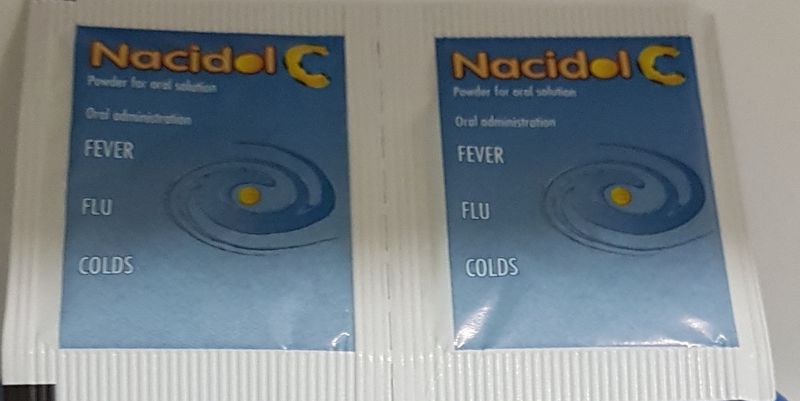 Nacidol C
Powder for oral solution
Oral administration
FEVER
FLU
COLDS
Nacidol C
Powder for oral solution
Oral administration
FEVER
FLU
COLDS